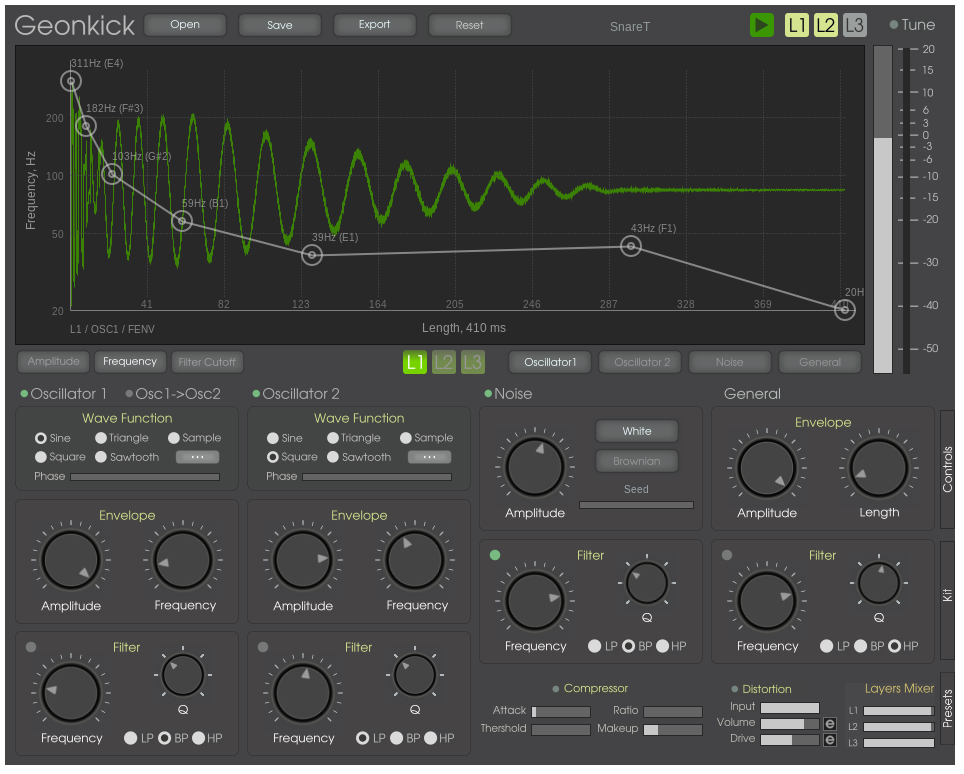 Geonkick Open Save Export Reset SnareT L1 L2 L3 Tune
311Hz (E4)
182Hz (F#3)
103Hz (G#2)
59Hz (B1)
39Hz (E1)
43Hz (F1)
20H
Frequency, Hz
200
100
50
20
41 82 123 164 205 246 287 328 369
L1 / OSC1 / FENV
Length, 410 ms
20
15
10
6
3
0
-3
-6
-10
-15
-20
-30
-40
-50
Amplitude Frequency Filter Cutoff L1 L2 L3 Oscillator1 Oscillator 2 Noise General
Oscillator 1 Osc1->Osc2
Wave Function
Sine Triangle Sample
Square Sawtooth ...
Phase
Envelope
Amplitude Frequency
Filter
Q
Frequency LP BP HP
Oscillator 2
Wave Function
Sine Triangle Sample
Square Sawtooth ...
Phase
Envelope
Amplitude Frequency
Filter
Q
Frequency LP BP HP
Noise
White
Brownian
Seed
Amplitude
Filter
Q
Frequency LP BP HP
General
Envelope
Amplitude Length
Filter
Q
Frequency LP BP HP
Compressor
Attack Ratio
Thershold Makeup
Distortion
Input
Volume e
Drive e
Layers Mixer
L1
L2
L3
Controls
Kit
Presets